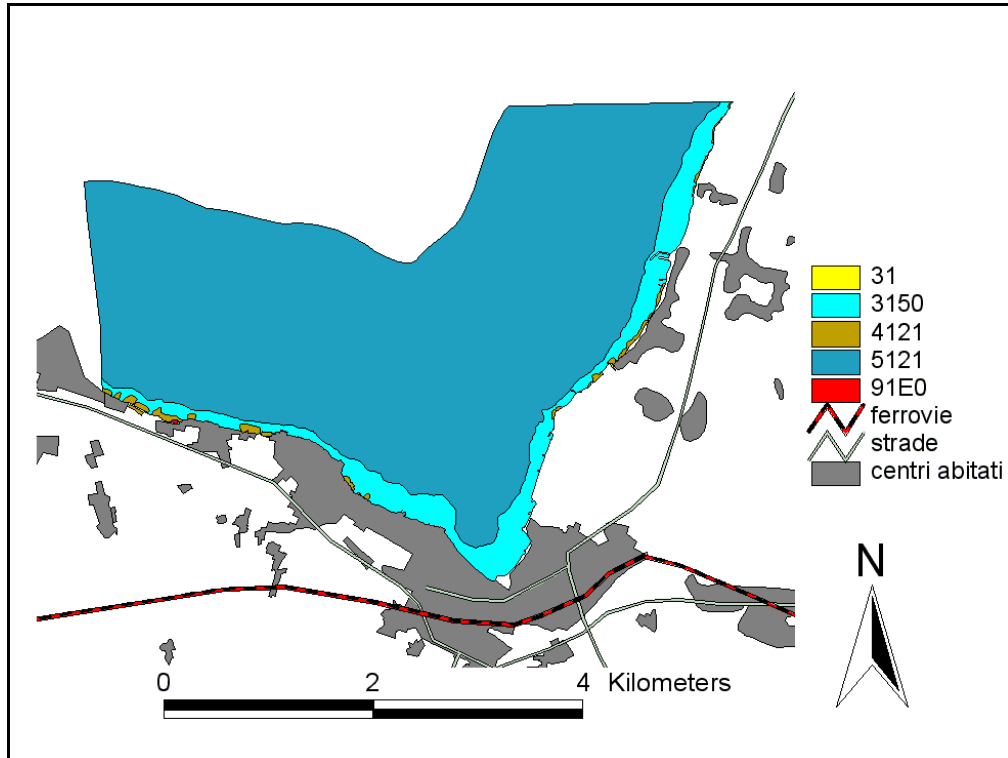 31
3150
4121
5121
91E0
ferrovie
strade
centri abitati
N
0 2 4 Kilometers